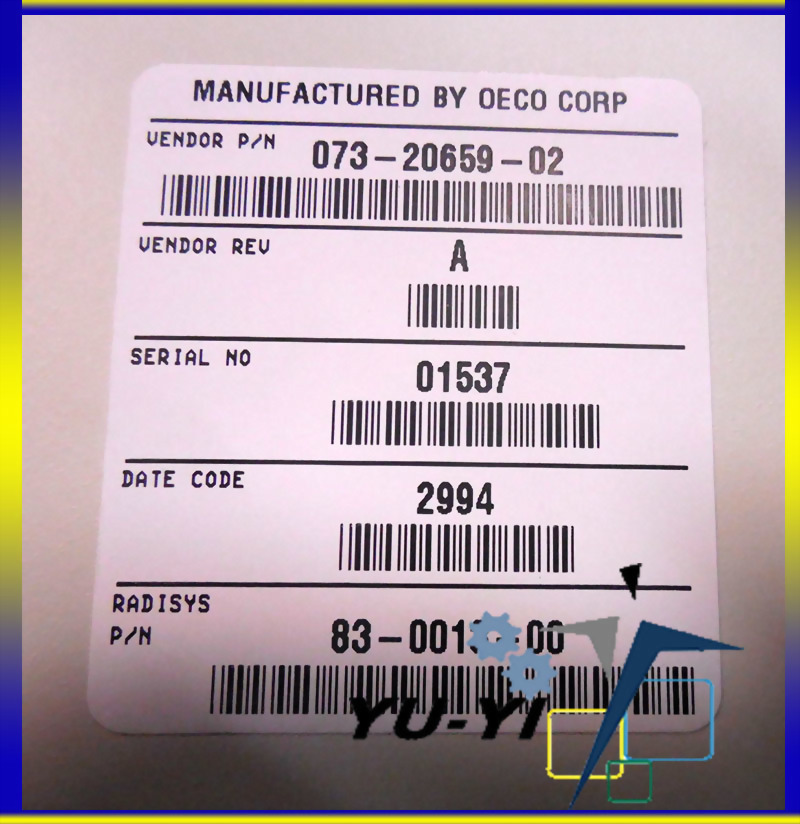 MANUFACTURED BY OECO CORP
VENDOR P/N 073-20659-02
VENDOR REV A
SERIAL NO 01537
DATE CODE 2994
RADISYS
P/N
YU-YI